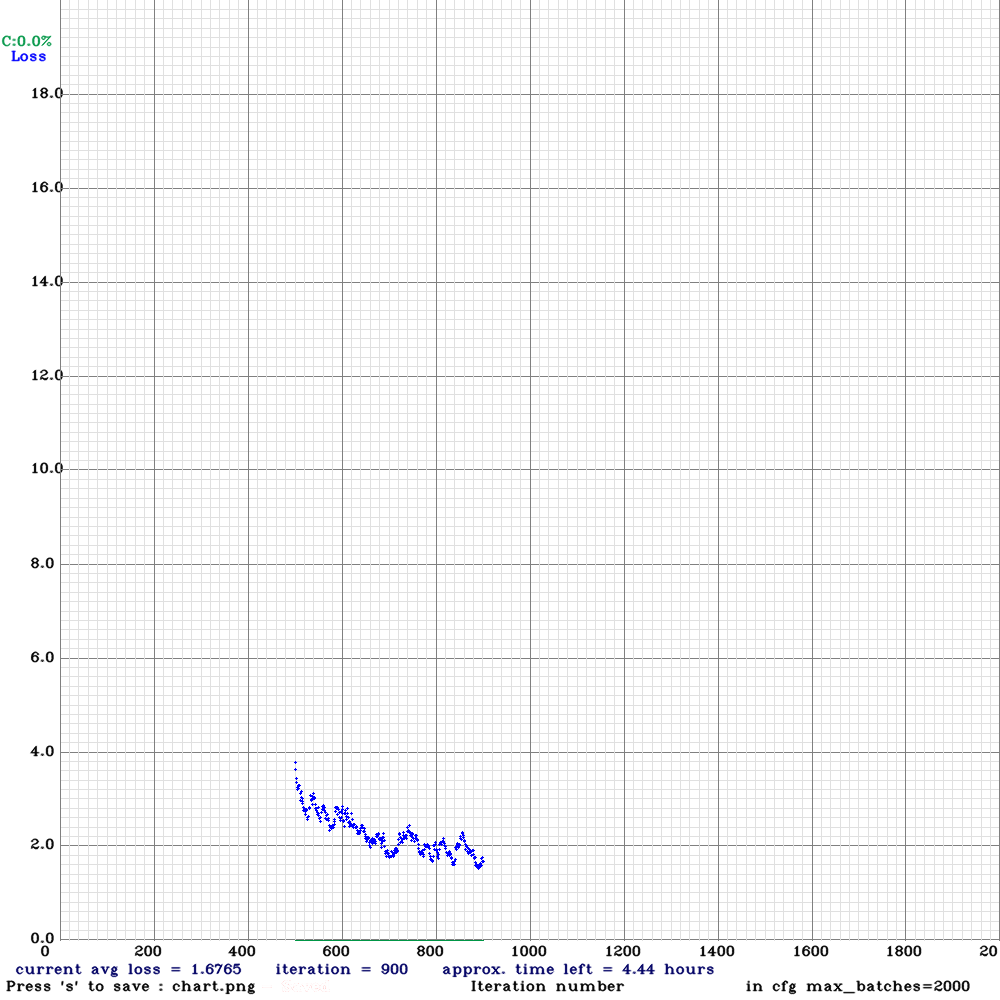 C:0.0%
Loss
18.0
16.0
14.0
12.0
10.0
8.0
6.0
4.0
2.0
0.0
0 200 400 600 800 1000 1200 1400 1600 1800 20
current avg loss = 1.6765 iteration = 900 approx. time left = 4.44 hours
Press 's' to save : chart.png Iteration number in cfg max_batches=2000